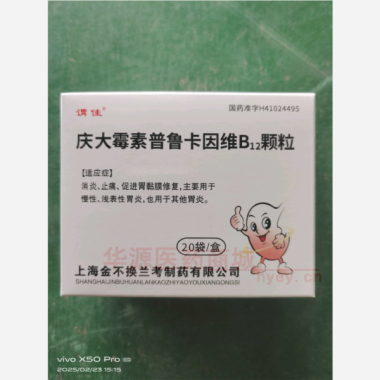 谓佳
国药准字H41024495
庆大霉素普鲁卡因维B₁₂颗粒
【适应症】
消炎、止痛、促进胃黏膜修复，主要用于
慢性，浅表性胃炎，也用于其他胃炎。
20袋/盒
华源医药商城
hyey.cn
上海金不换兰考制药有限公司
SHANGHAIJINBUHUANLANKAOZHIYAOYOUXIANGONGSI
vivo X50 Pro
2025/02/23 15:15